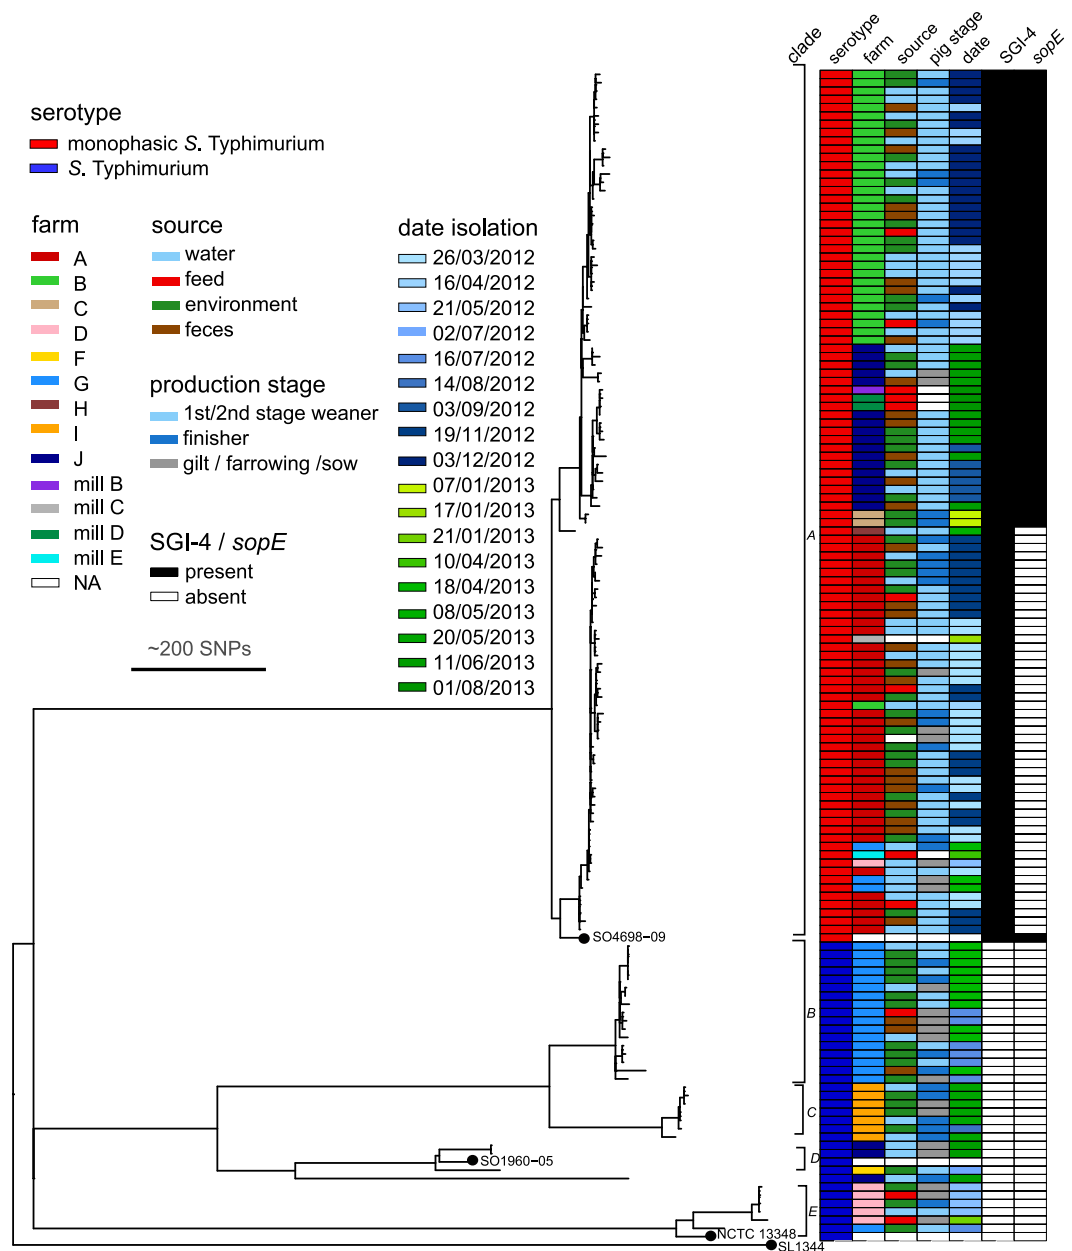 clade
serotype
farm
source
pig stage
date
SGI-4
sopE
serotype
monophasic S. Typhimurium
S. Typhimurium
farm
A
B
C
D
F
G
H
I
J
mill B
mill C
mill D
mill E
NA
source
water
feed
environment
feces
production stage
1st/2nd stage weaner
finisher
gilt / farrowing /sow
SGI-4 / sopE
present
absent
~200 SNPs
date isolation
26/03/2012
16/04/2012
21/05/2012
02/07/2012
16/07/2012
14/08/2012
03/09/2012
19/11/2012
03/12/2012
07/01/2013
17/01/2013
21/01/2013
10/04/2013
18/04/2013
08/05/2013
20/05/2013
11/06/2013
01/08/2013
A
SO4698-09
B
C
SO1960-05
D
E
NCTC 13348
SL1344